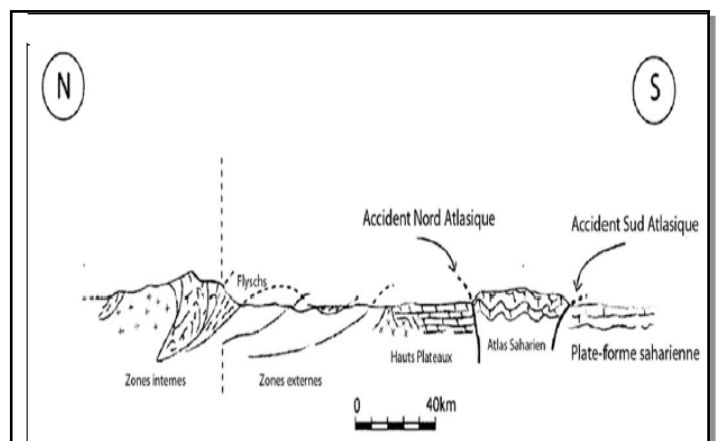 N
S
Accident Nord Atlasique
Accident Sud Atlasique
Flyschs
Hauts Plateaux
Atlas Saharien
Plate-forme saharienne
Zones internes
Zones externes
0 40km